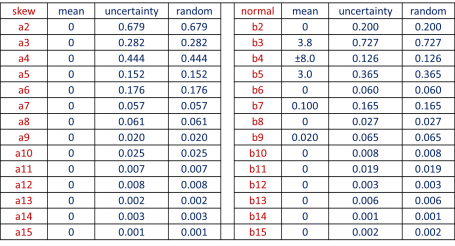 skew mean uncertainty random normal mean uncertainty random
a2 0 0.679 0.679 b2 0 0.200 0.200
a3 0 0.282 0.282 b3 3.8 0.727 0.727
a4 0 0.444 0.444 b4 ±8.0 0.126 0.126
a5 0 0.152 0.152 b5 3.0 0.365 0.365
a6 0 0.176 0.176 b6 0 0.060 0.060
a7 0 0.057 0.057 b7 0.100 0.165 0.165
a8 0 0.061 0.061 b8 0 0.027 0.027
a9 0 0.020 0.020 b9 0.020 0.065 0.065
a10 0 0.025 0.025 b10 0 0.008 0.008
a11 0 0.007 0.007 b11 0 0.019 0.019
a12 0 0.008 0.008 b12 0 0.003 0.003
a13 0 0.002 0.002 b13 0 0.006 0.006
a14 0 0.003 0.003 b14 0 0.001 0.001
a15 0 0.001 0.001 b15 0 0.002 0.002